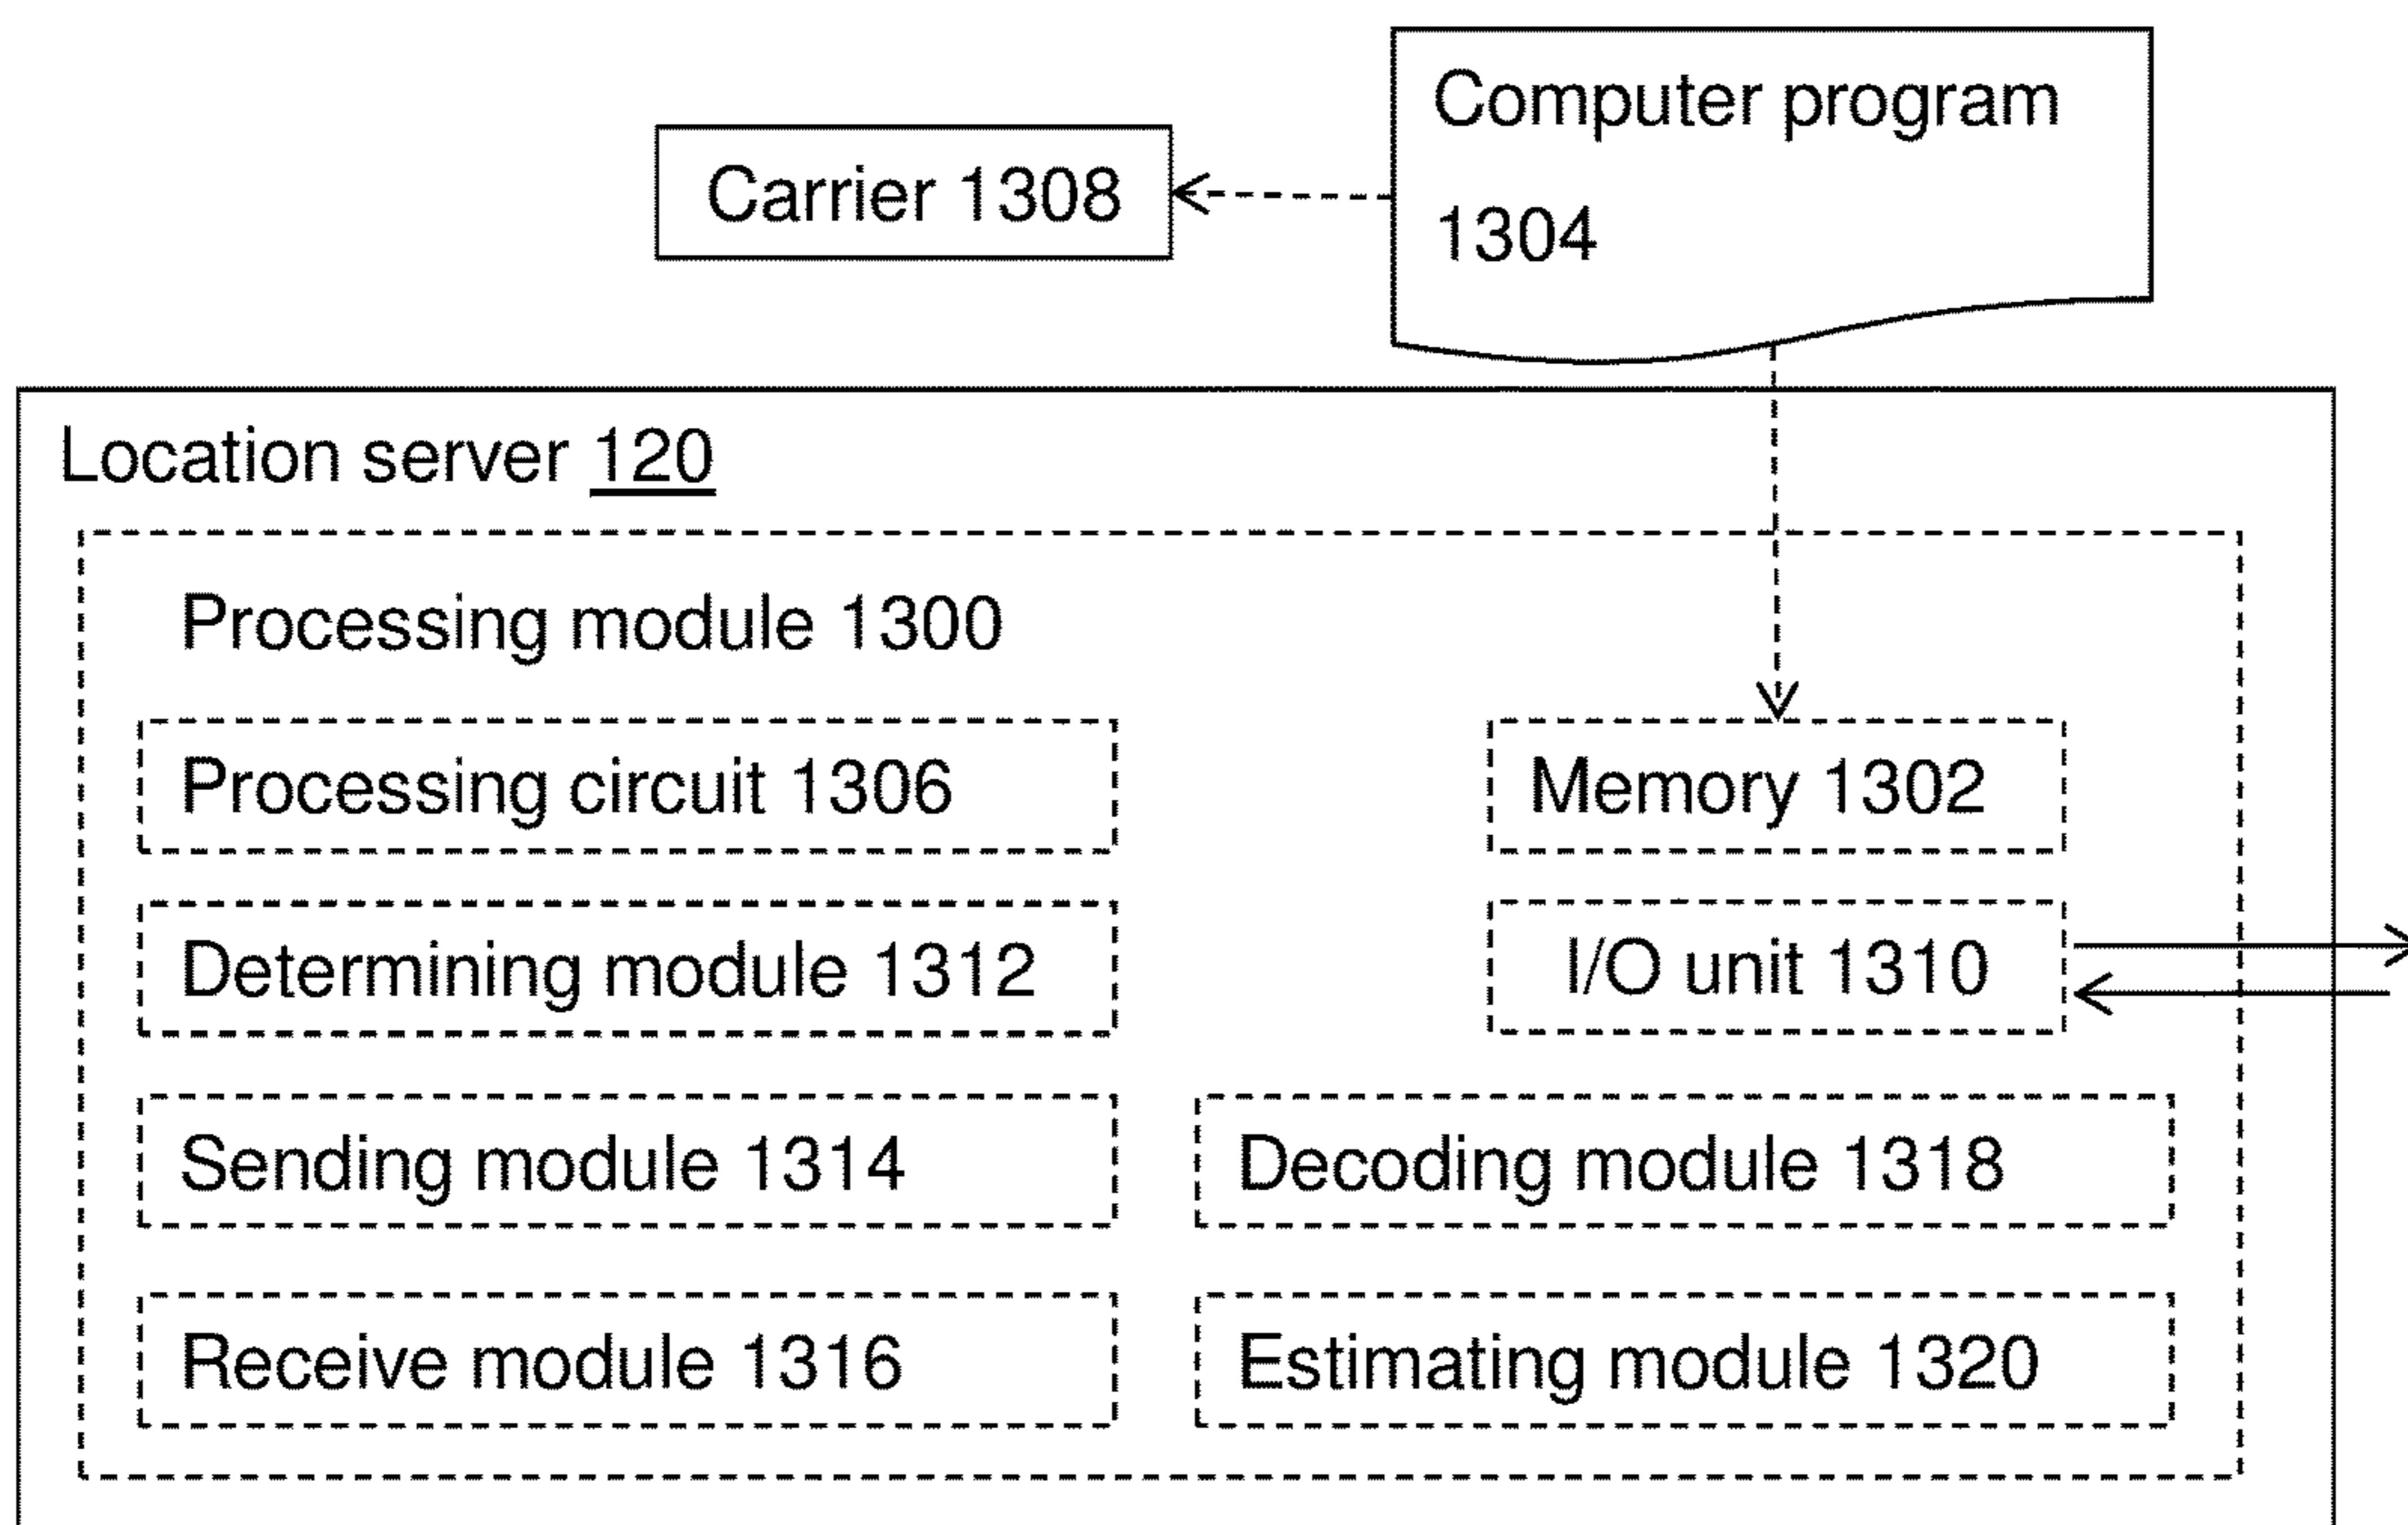 Computer program
1304
Carrier 1308
Location server 120
Processing module 1300
Processing circuit 1306
Memory 1302
Determining module 1312
I/O unit 1310
Sending module 1314
Decoding module 1318
Receive module 1316
Estimating module 1320